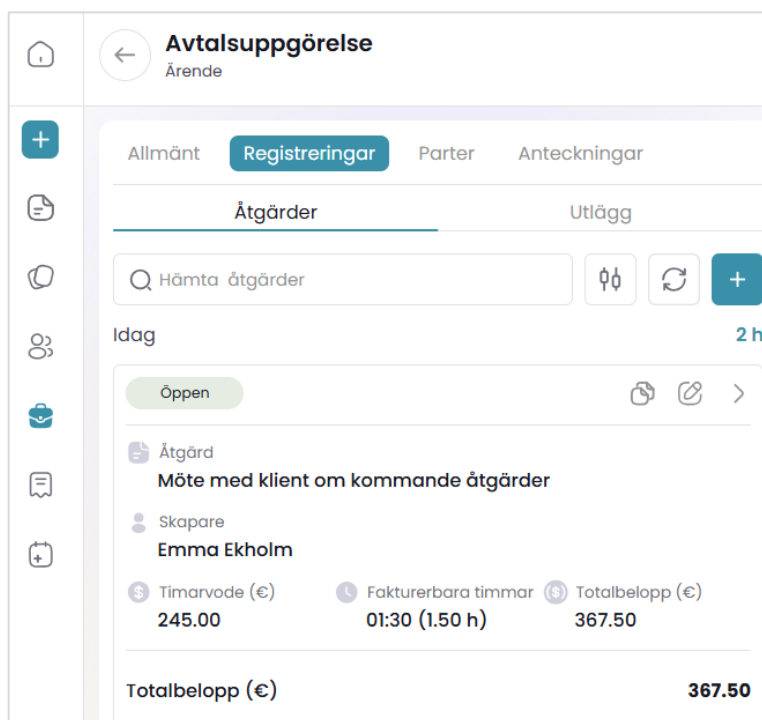 Avtalsuppgörelse
Ärende
Allmänt Registreringar Parter Anteckningar
Åtgärder Utlägg
Hämta åtgärder
Idag 2 h
Öppen
Åtgärd
Möte med klient om kommande åtgärder
Skapare
Emma Ekholm
Timarvode (€) Fakturerbara timmar Totalbelopp (€)
245.00 01:30 (1.50 h) 367.50
Totalbelopp (€) 367.50